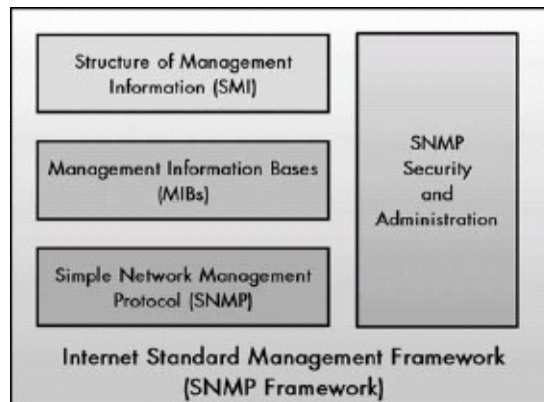 Structure of Management
Information (SMI)
Management Information Bases
(MIBs)
Simple Network Management
Protocol (SNMP)
SNMP
Security
and
Administration
Internet Standard Management Framework
(SNMP Framework)